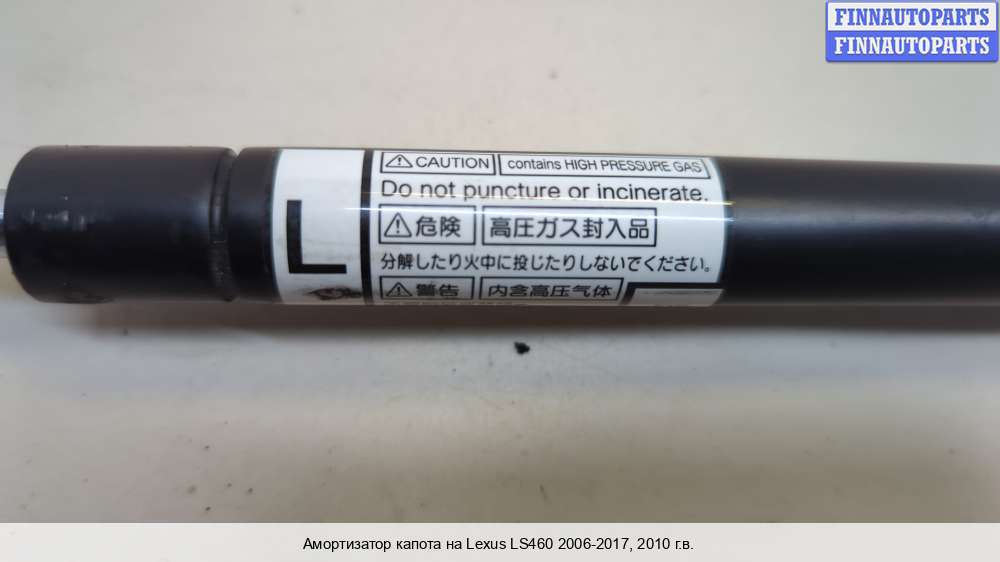 FINNAUTOPARTS
FINNAUTOPARTS
L
⚠CAUTION contains HIGH PRESSURE GAS
Do not puncture or incinerate.
⚠危険 高圧ガス封入品
分解したり火中に投じたりしないでください。
⚠警告 内含高压气体
Амортизатор капота на Lexus LS460 2006-2017, 2010 г.в.